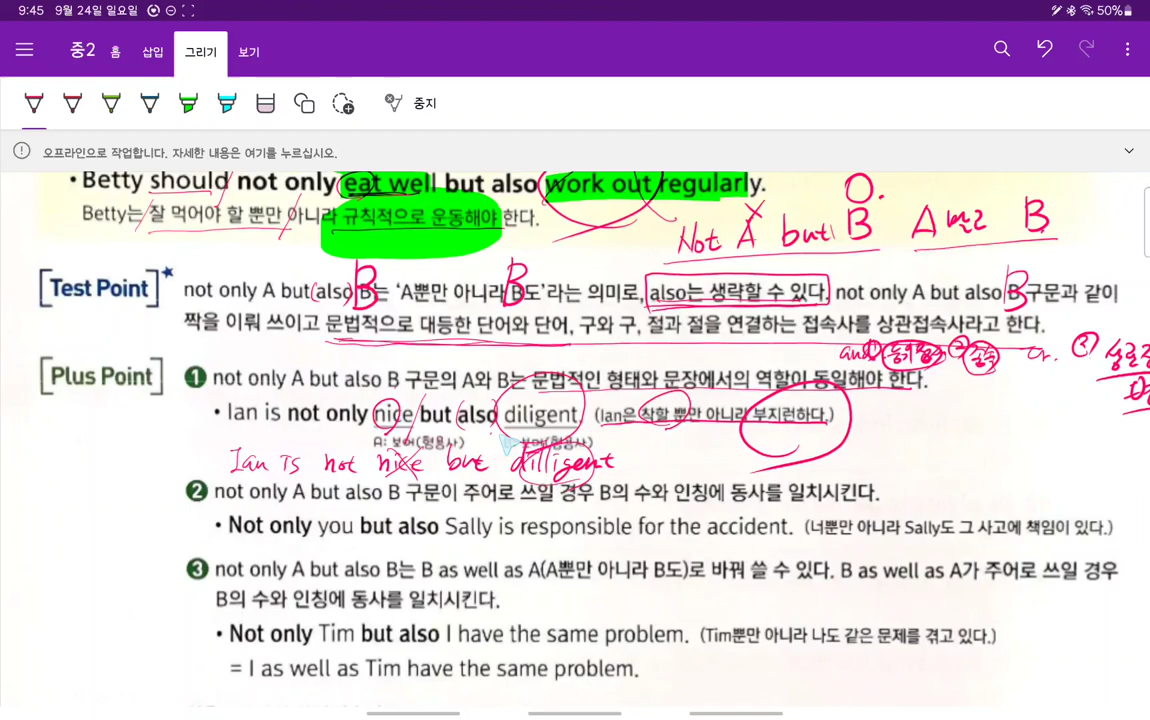 9:45 9월 24일 일요일 50%
중2 홈 삽입 그리기 보기
중지
오프라인으로 작업합니다. 자세한 내용은 여기를 누르십시오.
• Betty should not only eat well but also work out regularly.
Betty는 잘 먹어야 할 뿐만 아니라 규칙적으로 운동해야 한다.
O.
Not A but B A 말고 B
[Test Point]★ not only A but (also) B는 ‘A뿐만 아니라 B도’라는 의미로, also는 생략할 수 있다. not only A but also B 구문과 같이
짝을 이뤄 쓰이고 문법적으로 대등한 단어와 단어, 구와 구, 절과 절을 연결하는 접속사를 상관접속사라고 한다.
and ① ② 다. ③
[Plus Point] ❶ not only A but also B 구문의 A와 B는 문법적인 형태와 문장에서의 역할이 동일해야 한다.
• Ian is not only nice but also diligent. (Ian은 착할 뿐만 아니라 부지런하다.)
A: 보어(형용사) 보어(형용사)
Ian Is not nice but dilligent
❷ not only A but also B 구문이 주어로 쓰일 경우 B의 수와 인칭에 동사를 일치시킨다.
• Not only you but also Sally is responsible for the accident. (너뿐만 아니라 Sally도 그 사고에 책임이 있다.)
❸ not only A but also B는 B as well as A(A뿐만 아니라 B도)로 바꿔 쓸 수 있다. B as well as A가 주어로 쓰일 경우
B의 수와 인칭에 동사를 일치시킨다.
• Not only Tim but also I have the same problem. (Tim뿐만 아니라 나도 같은 문제를 겪고 있다.)
= I as well as Tim have the same problem.